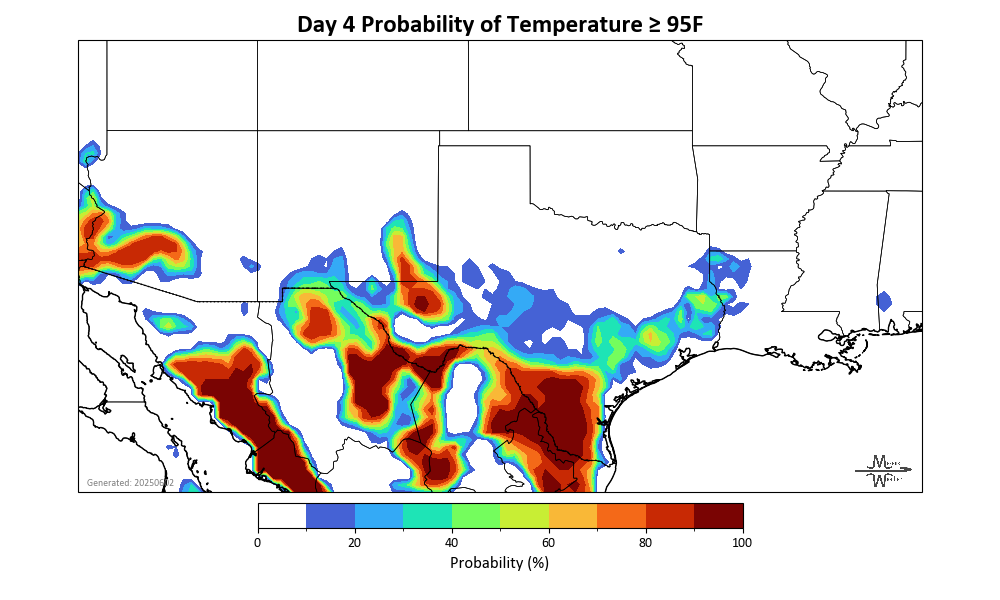 Day 4 Probability of Temperature ≥ 95F
Generated: 20250602
0 20 40 60 80 100
Probability (%)